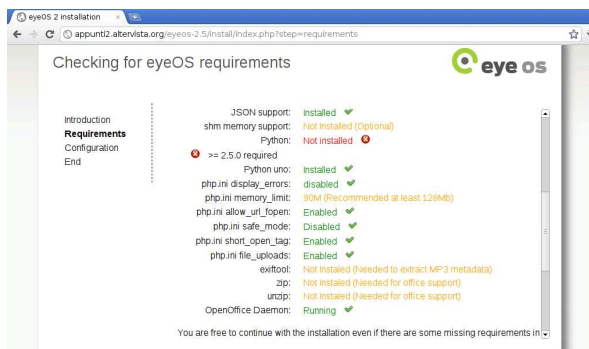 eyeOS 2 installation
appunti2.altervista.org/eyeos-2.5/install/index.php?step=requirements
Checking for eyeOS requirements
eye os
Introduction
Requirements
Configuration
End
JSON support: Installed
shm memory support: Not Installed (Optional)
Python: Not installed
>= 2.5.0 required
Python uno: Installed
php.ini display_errors: disabled
php.ini memory_limit: 90M (Recommended at least 128Mb)
php.ini allow_url_fopen: Enabled
php.ini safe_mode: Disabled
php.ini short_open_tag: Enabled
php.ini file_uploads: Enabled
exiftool: Not Instaled (Needed to extract MP3 metadata)
zip: Not Instaled (Needed for office support)
unzip: Not Instaled (Needed for office support)
OpenOffice Daemon: Running
You are free to continue with the installation even if there are some missing requirements in